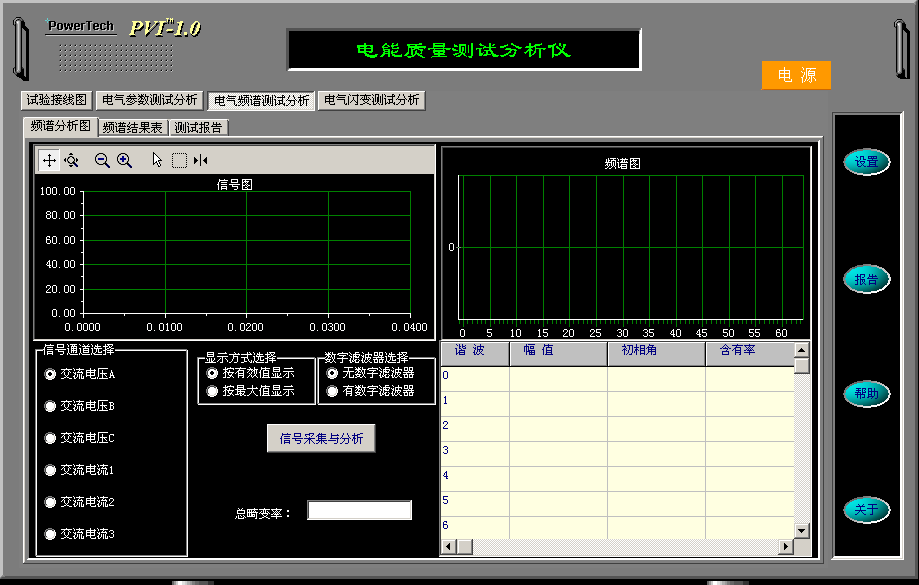 PowerTech PVI™-1.0
电能质量测试分析仪
电 源
试验接线图 电气参数测试分析 电气频谱测试分析 电气闪变测试分析
频谱分析图 频谱结果表 测试报告
信号图
100.00
80.00
60.00
40.00
20.00
0.00
0.0000 0.0100 0.0200 0.0300 0.0400
频谱图
0
0 5 10 15 20 25 30 35 40 45 50 55 60
信号通道选择
交流电压A
交流电压B
交流电压C
交流电流1
交流电流2
交流电流3
显示方式选择
按有效值显示
按最大值显示
数字滤波器选择
无数字滤波器
有数字滤波器
信号采集与分析
总畸变率：
谐 波 幅 值 初相角 含有率
0
1
2
3
4
5
6
设置
报告
帮助
关于